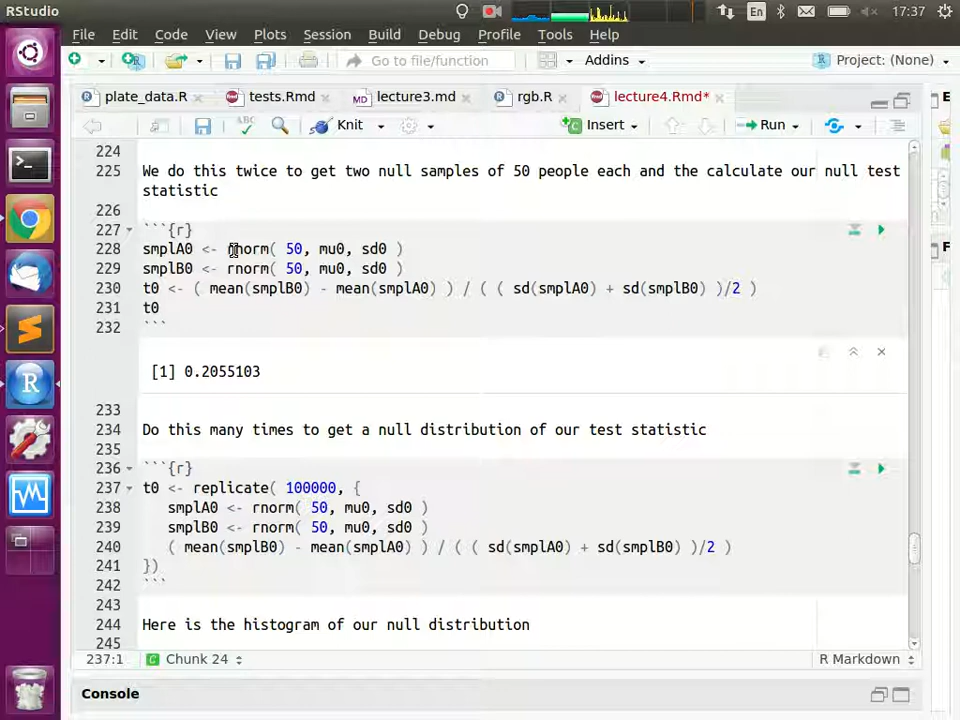 RStudio
En
17:37
File Edit Code View Plots Session Build Debug Profile Tools Help
Go to file/function
Addins
Project: (None)
plate_data.R
tests.Rmd
MD
lecture3.md
rgb.R
lecture4.Rmd*
ABC
Knit
Insert
Run
224
225 We do this twice to get two null samples of 50 people each and the calculate our null test
statistic
226
227 ```{r}
228 smplA0 <- rnorm( 50, mu0, sd0 )
229 smplB0 <- rnorm( 50, mu0, sd0 )
230 t0 <- ( mean(smplB0) - mean(smplA0) ) / ( ( sd(smplA0) + sd(smplB0) )/2 )
231 t0
232 ```
[1] 0.2055103
233
234 Do this many times to get a null distribution of our test statistic
235
236 ```{r}
237 t0 <- replicate( 100000, {
238 smplA0 <- rnorm( 50, mu0, sd0 )
239 smplB0 <- rnorm( 50, mu0, sd0 )
240 ( mean(smplB0) - mean(smplA0) ) / ( ( sd(smplA0) + sd(smplB0) )/2 )
241 })
242 ```
243
244 Here is the histogram of our null distribution
245
237:1
C Chunk 24
R Markdown
Console